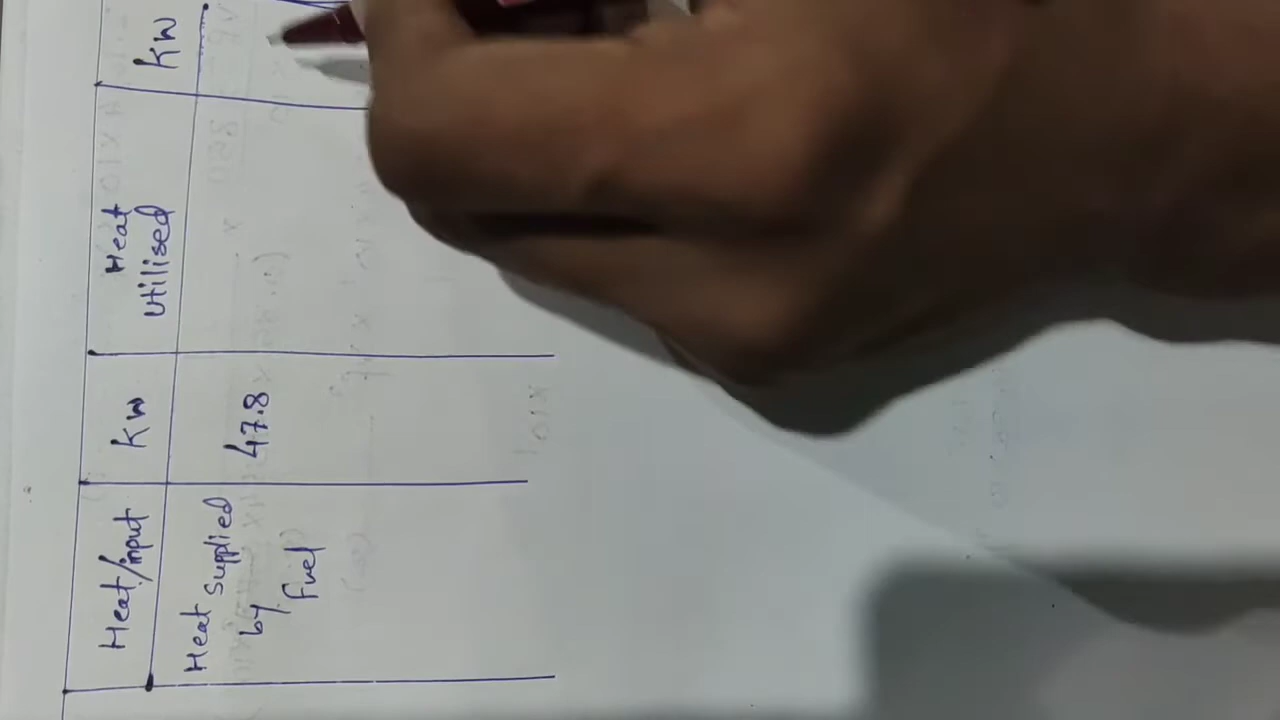 Heat/input
KW
Heat
Utilised
KW
Heat Supplied
by
Fuel
47.8